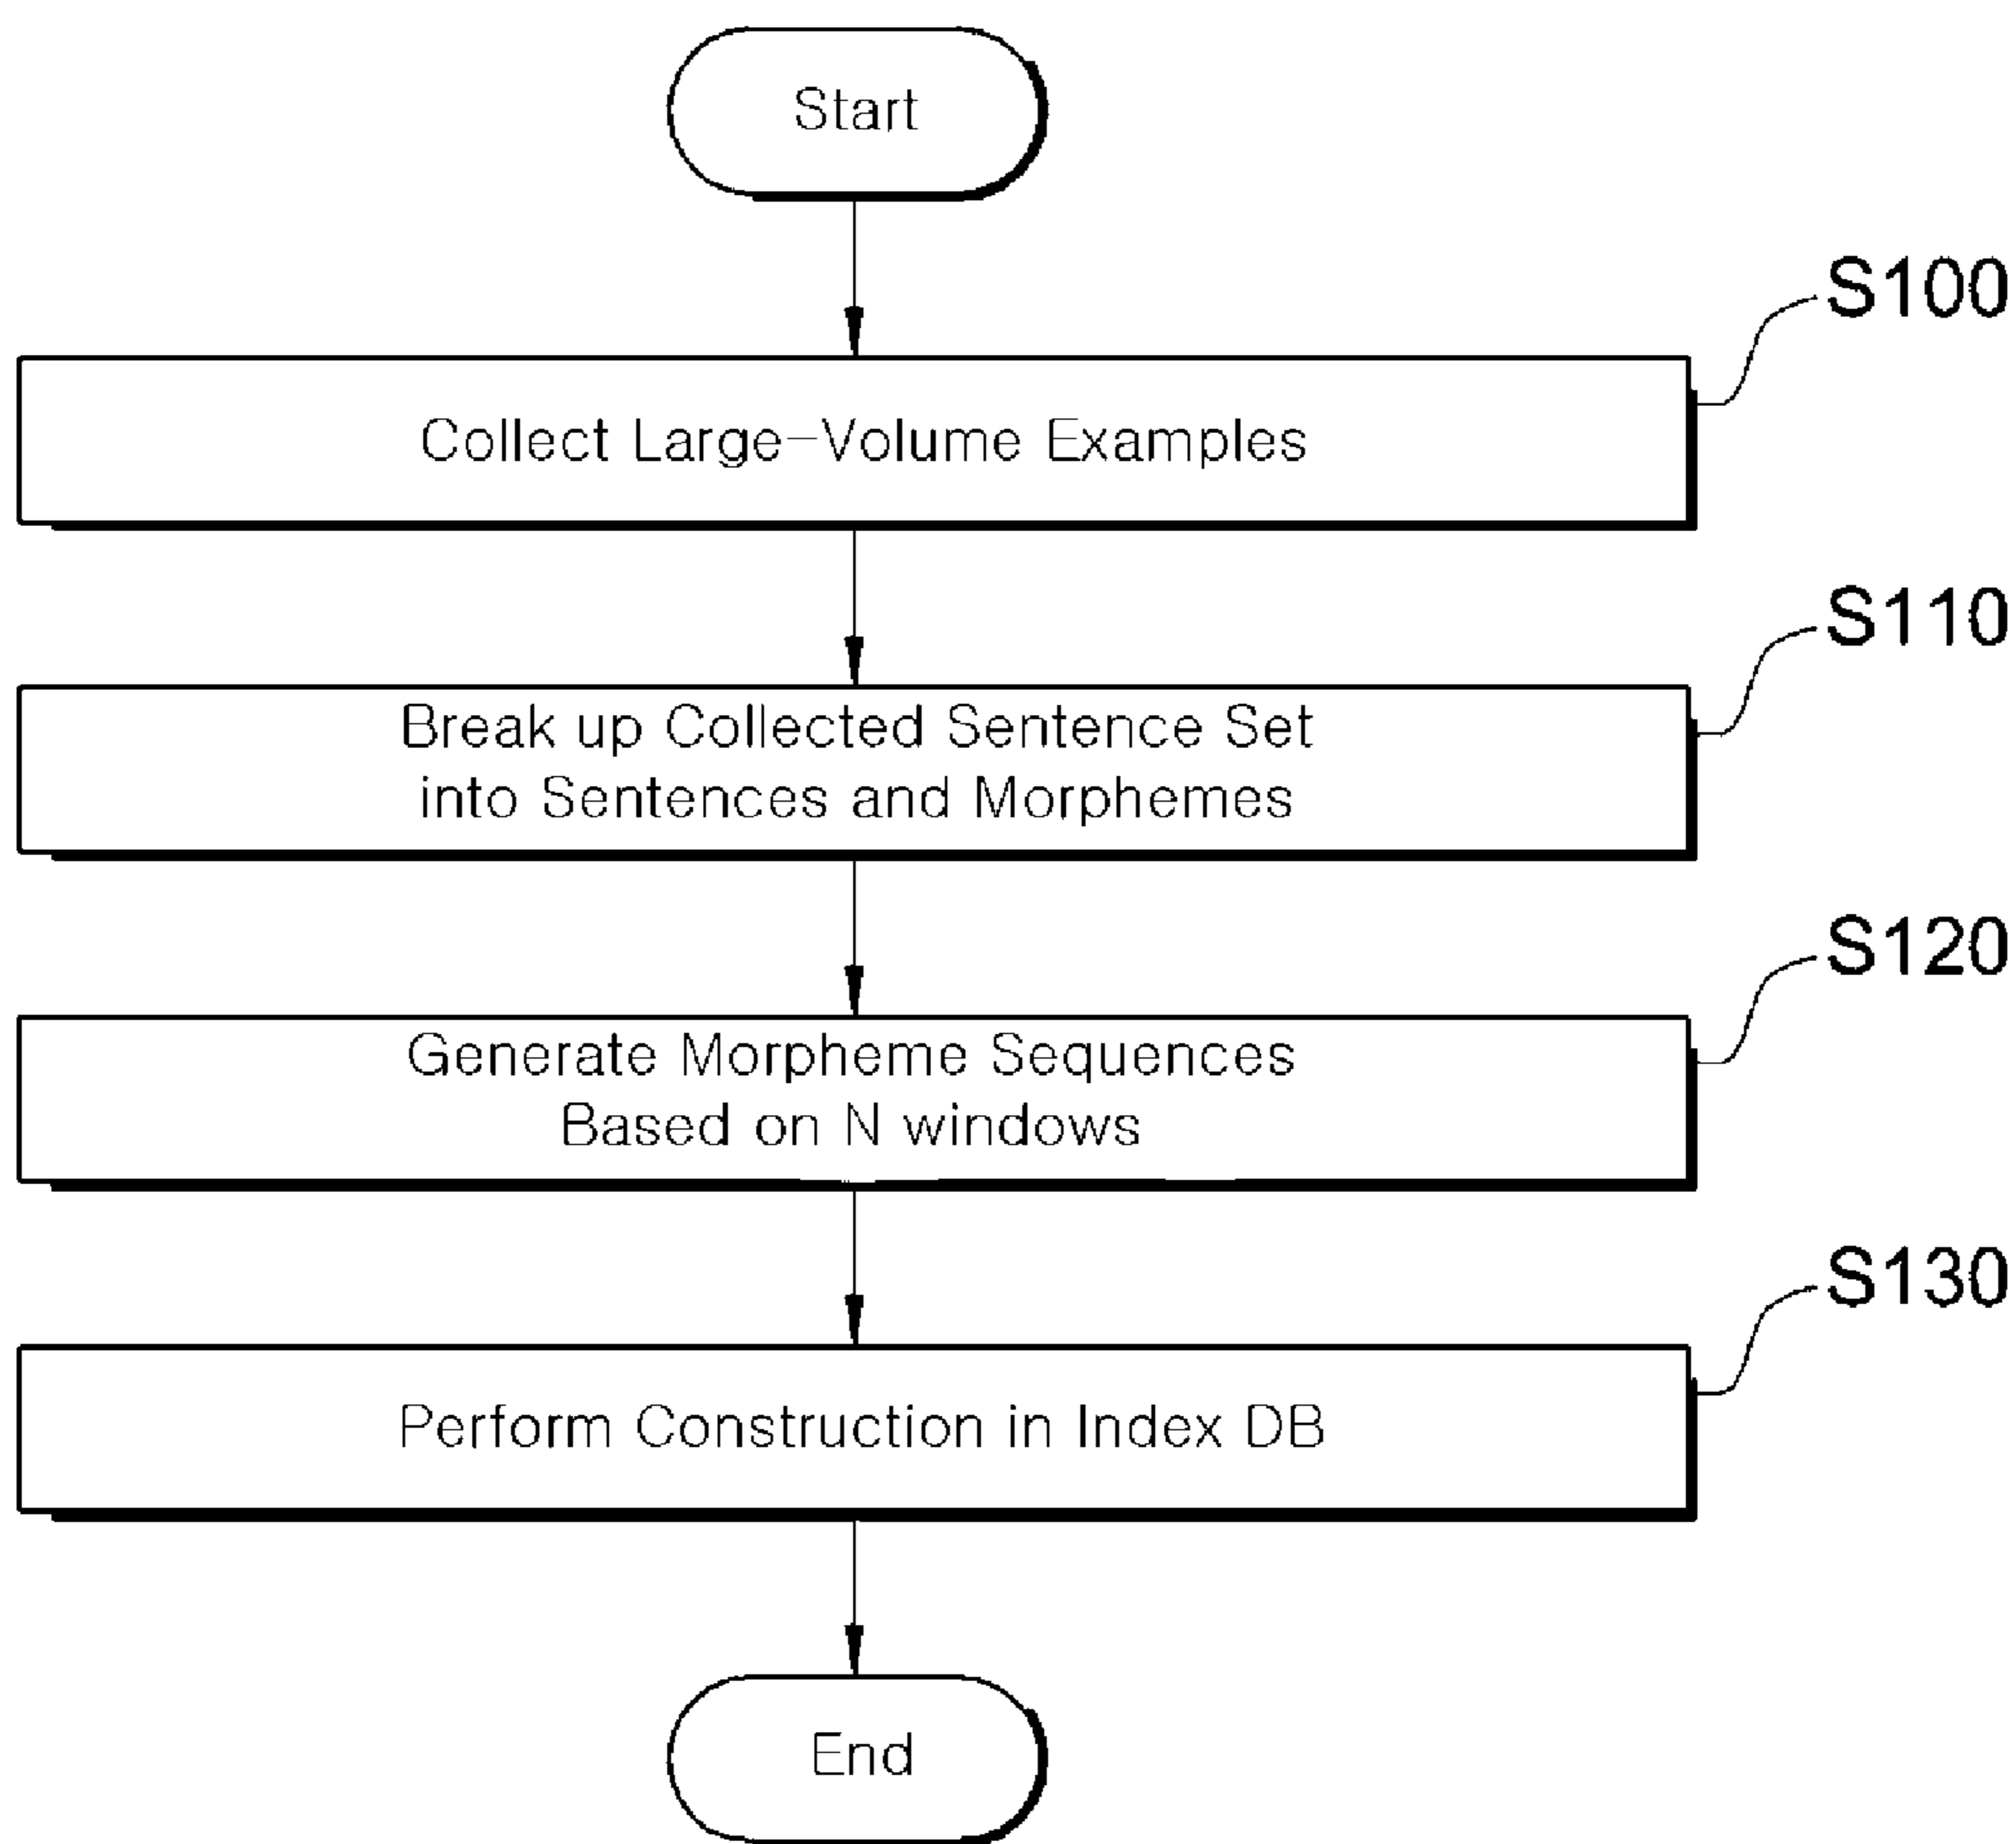 Start
S100
Collect Large-Volume Examples
S110
Break up Collected Sentence Set
into Sentences and Morphemes
S120
Generate Morpheme Sequences
Based on N windows
S130
Perform Construction in Index DB
End